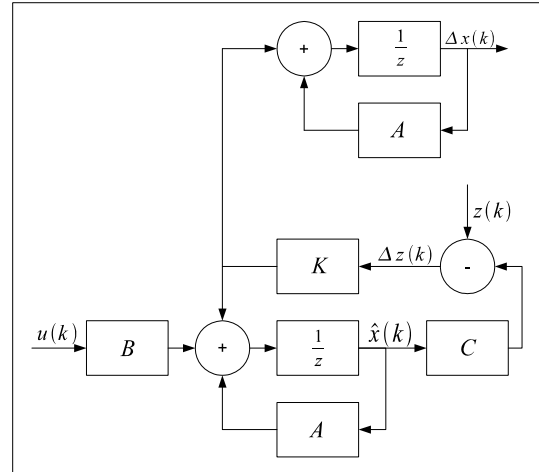 +
1
z
Δx(k)
A
z(k)
K
Δz(k)
-
u(k)
B
+
1
z
x̂(k)
C
A